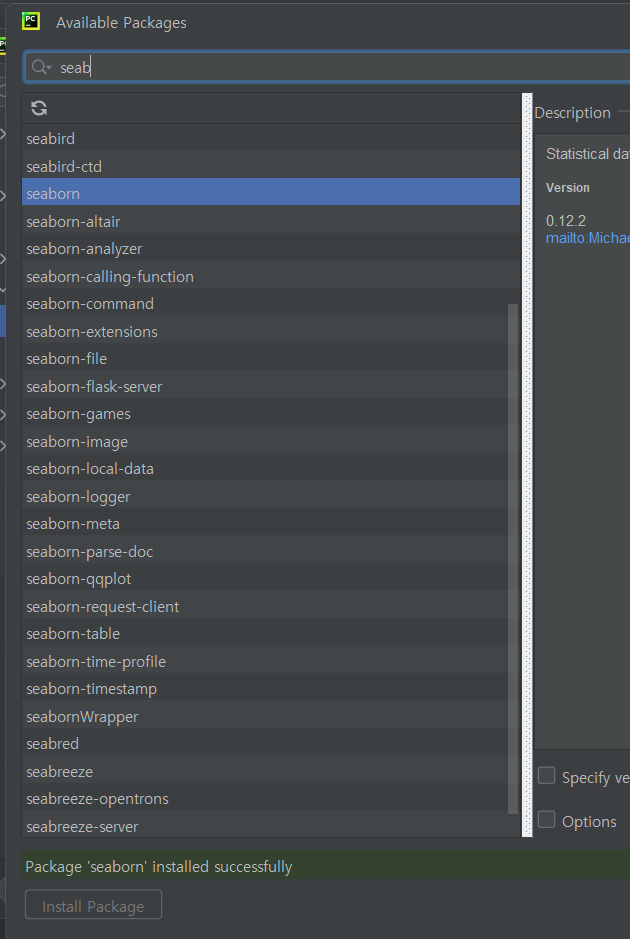 PC
Available Packages
seab
seabird
seabird-ctd
seaborn
seaborn-altair
seaborn-analyzer
seaborn-calling-function
seaborn-command
seaborn-extensions
seaborn-file
seaborn-flask-server
seaborn-games
seaborn-image
seaborn-local-data
seaborn-logger
seaborn-meta
seaborn-parse-doc
seaborn-qqplot
seaborn-request-client
seaborn-table
seaborn-time-profile
seaborn-timestamp
seabornWrapper
seabred
seabreeze
seabreeze-opentrons
seabreeze-server
Description
Statistical da
Version
0.12.2
mailto:Michae
Specify ve
Options
Package 'seaborn' installed successfully
Install Package